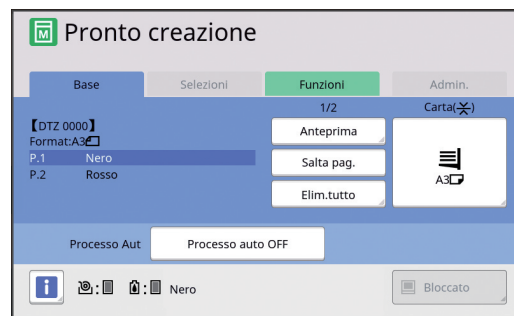 Pronto creazione
Base Selezioni Funzioni Admin.
1/2 Carta( )
【DTZ 0000】
Format:A3
P.1 Nero
P.2 Rosso
Anteprima
Salta pag.
Elim.tutto
A3
Processo Aut Processo auto OFF
i : : Nero Bloccato